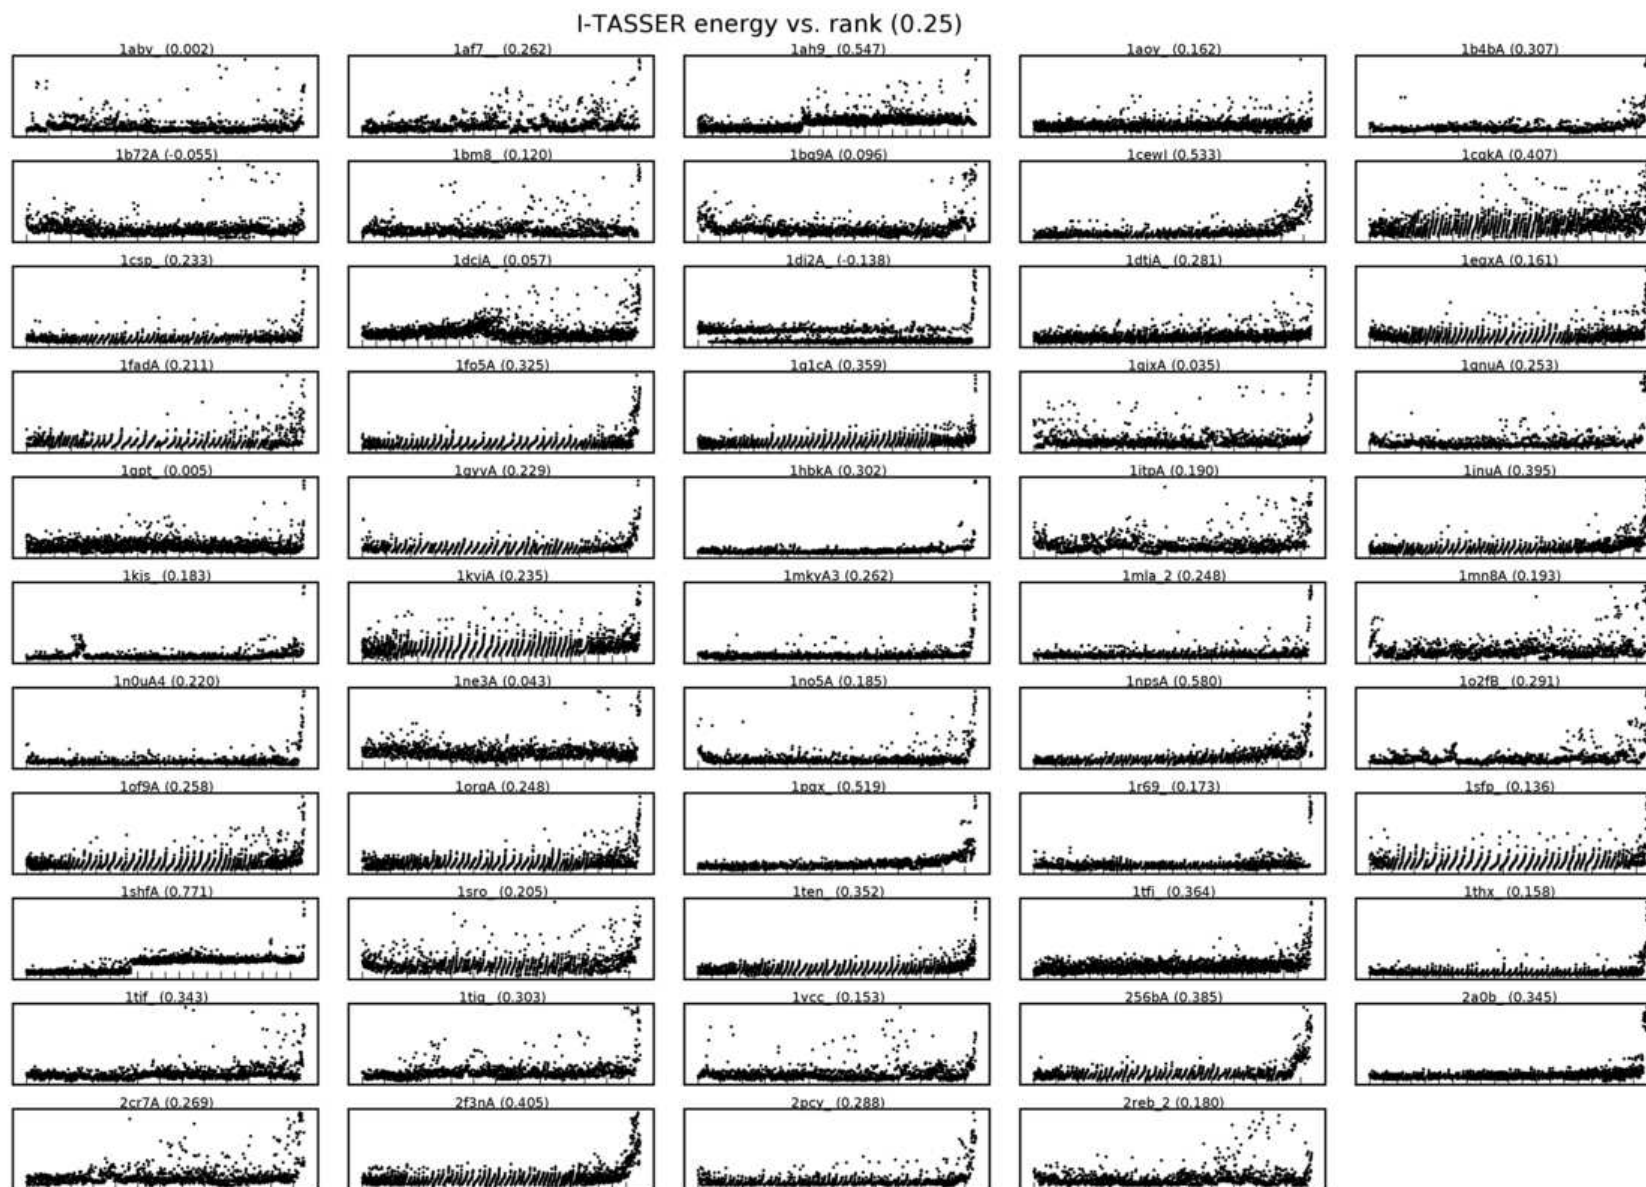 I-TASSER energy vs. rank (0.25)
1abv_ (0.002) 1af7__(0.262) 1ah9_(0.547) 1aoy_(0.162) 1b4bA (0.307)
1b72A (-0.055) 1bm8_(0.120) 1bq9A (0.096) 1cewI (0.533) 1cqkA (0.407)
1csp_(0.233) 1dcjA_(0.057) 1di2A_(-0.138) 1dtjA_(0.281) 1egxA (0.161)
1fadA (0.211) 1fo5A (0.325) 1g1cA (0.359) 1gjxA (0.035) 1gnuA (0.253)
1gpt_(0.005) 1gyvA (0.229) 1hbkA (0.302) 1itpA (0.190) 1jnuA (0.395)
1kjs_(0.183) 1kviA (0.235) 1mkyA3 (0.262) 1mla_2 (0.248) 1mn8A (0.193)
1n0uA4 (0.220) 1ne3A (0.043) 1no5A (0.185) 1npsA (0.580) 1o2fB_(0.291)
1of9A (0.258) 1orgA (0.248) 1pgx_(0.519) 1r69_(0.173) 1sfp_(0.136)
1shfA (0.771) 1sro_(0.205) 1ten_(0.352) 1tfi_(0.364) 1thx_(0.158)
1tif_(0.343) 1tig_(0.303) 1vcc_(0.153) 256bA (0.385) 2a0b_(0.345)
2cr7A (0.269) 2f3nA (0.405) 2pcy_(0.288) 2reb_2 (0.180)